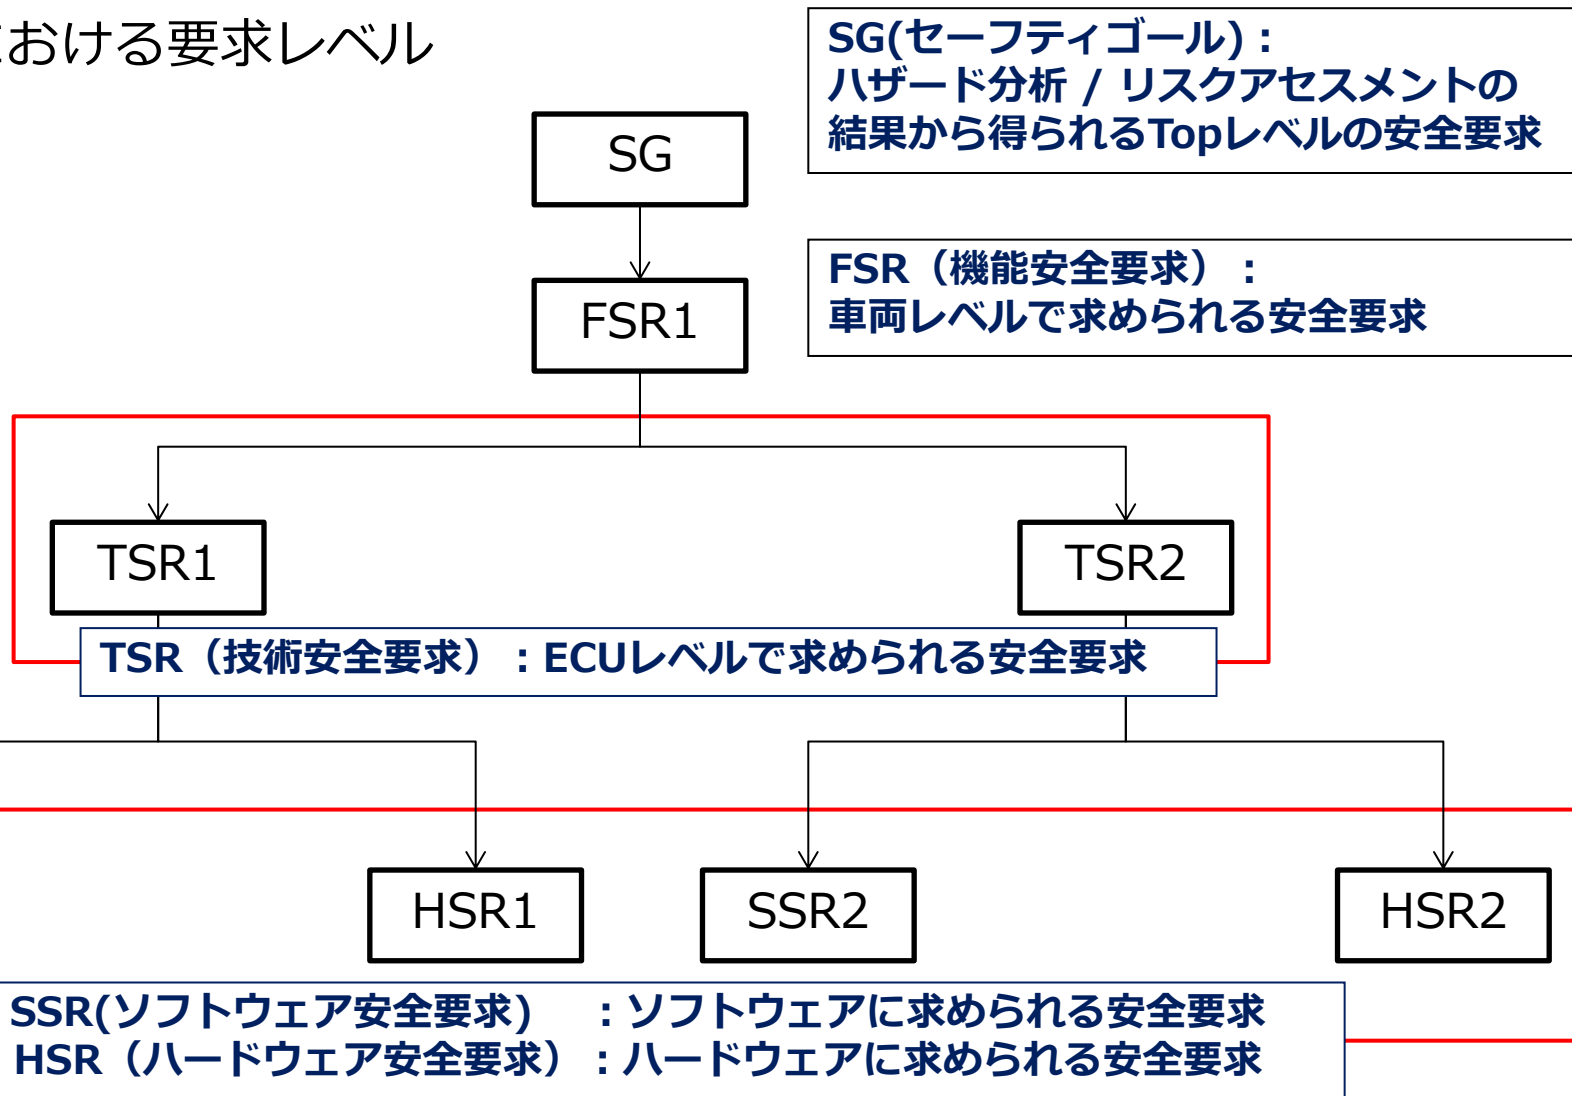 おける要求レベル
SG(セーフティゴール)：
ハザード分析 / リスクアセスメントの
結果から得られるTopレベルの安全要求
SG
FSR（機能安全要求）：
車両レベルで求められる安全要求
FSR1
TSR1
TSR2
TSR（技術安全要求）：ECUレベルで求められる安全要求
HSR1
SSR2
HSR2
SSR(ソフトウェア安全要求)　：ソフトウェアに求められる安全要求
HSR（ハードウェア安全要求）：ハードウェアに求められる安全要求